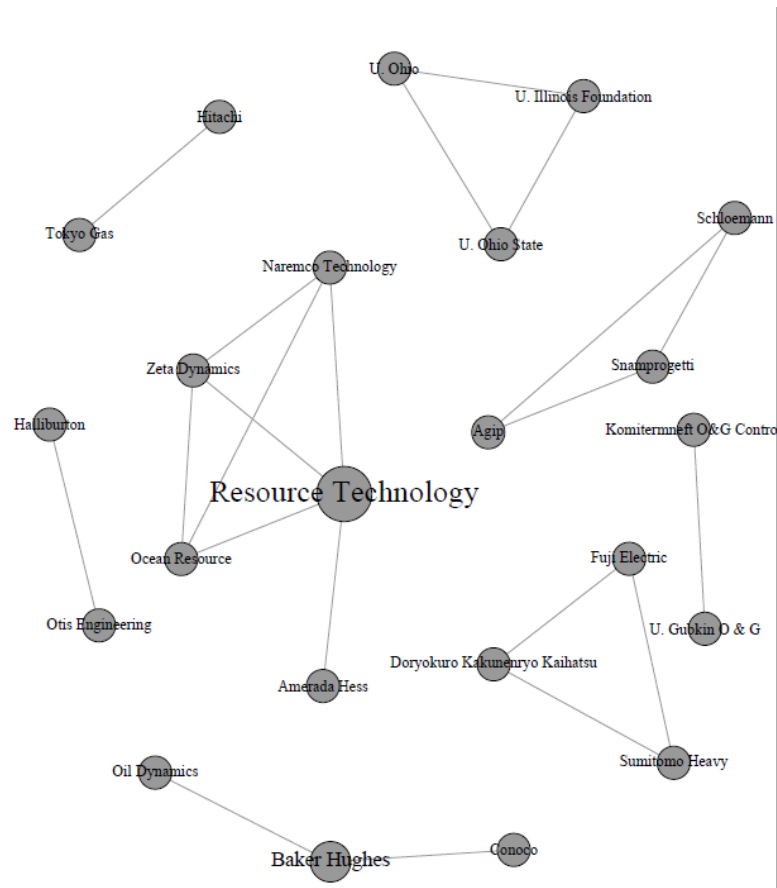 U. Ohio
U. Illinois Foundation
Hitachi
Schloemann
Tokyo Gas
U. Ohio State
Naremco Technology
Zeta Dynamics
Snamprogetti
Halliburton
Agip
Komitermneft O&G Contro
Resource Technology
Ocean Resource
Fuji Electric
Otis Engineering
U. Gubkin O & G
Doryokuro Kakunenryo Kaihatsu
Amerada Hess
Sumitomo Heavy
Oil Dynamics
Baker Hughes
Conoco